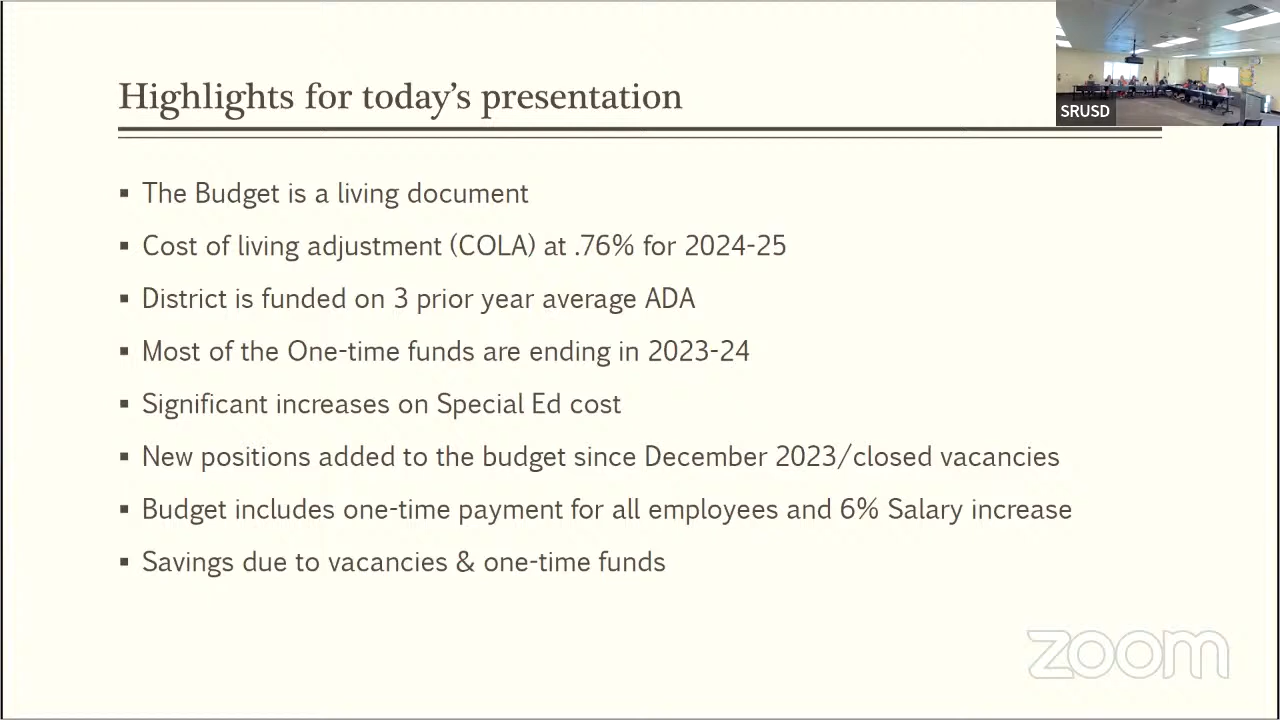 SRUSD
Highlights for today's presentation
▪ The Budget is a living document
▪ Cost of living adjustment (COLA) at .76% for 2024-25
▪ District is funded on 3 prior year average ADA
▪ Most of the One-time funds are ending in 2023-24
▪ Significant increases on Special Ed cost
▪ New positions added to the budget since December 2023/closed vacancies
▪ Budget includes one-time payment for all employees and 6% Salary increase
▪ Savings due to vacancies & one-time funds
zoom